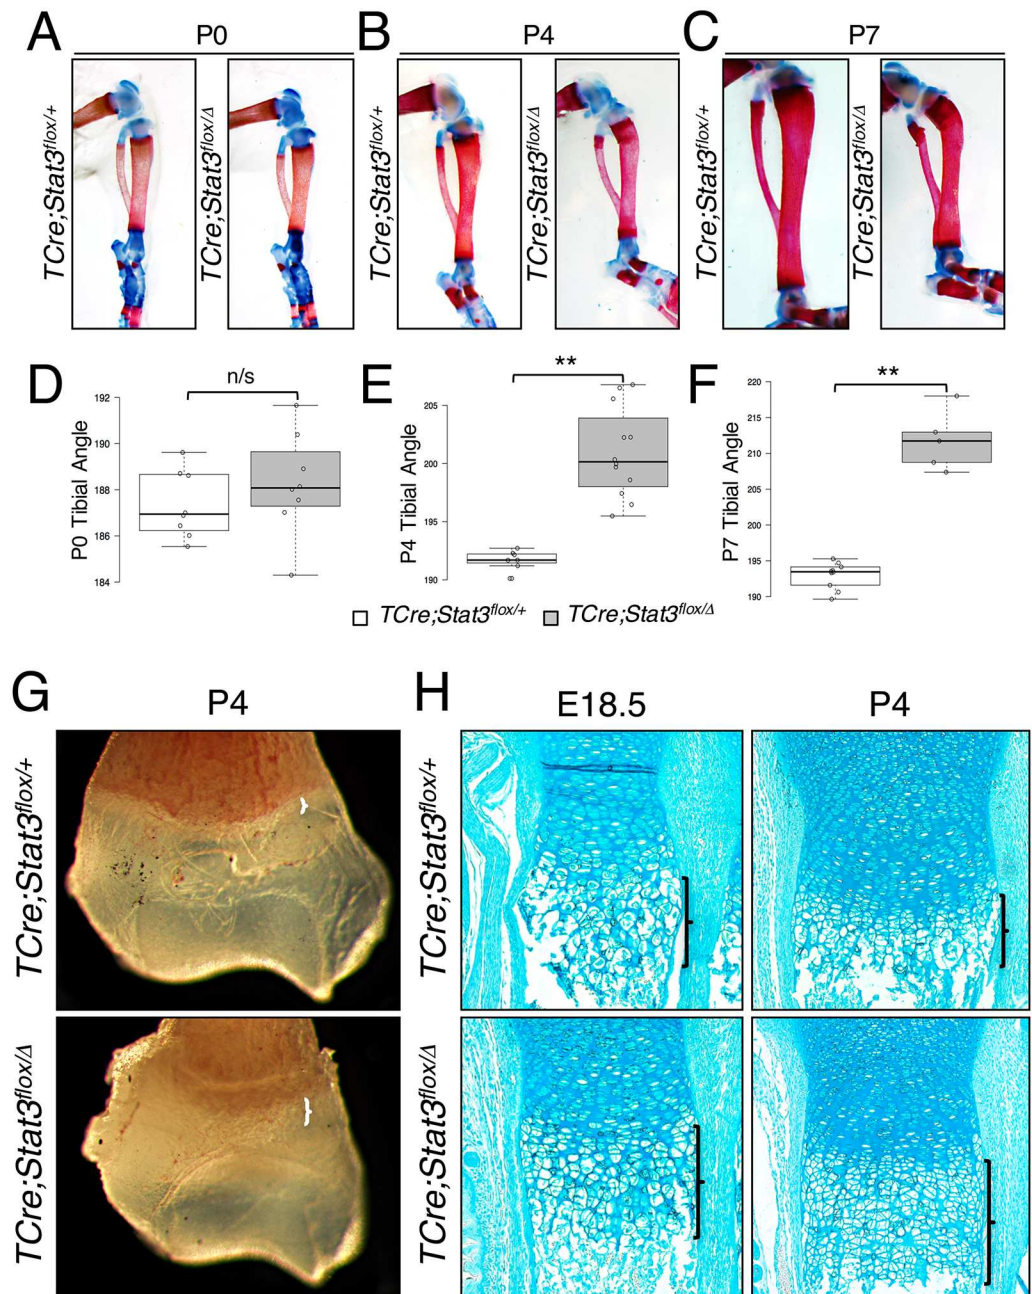 A P0 B P4 C P7
TCre;Stat3flox/+
TCre;Stat3flox/Δ
TCre;Stat3flox/+
TCre;Stat3flox/Δ
TCre;Stat3flox/+
TCre;Stat3flox/Δ
D
n/s
P0 Tibial Angle
192
190
188
186
184
E
**
P4 Tibial Angle
205
200
195
190
F
**
P7 Tibial Angle
220
215
210
205
200
195
190
TCre;Stat3flox/+ TCre;Stat3flox/Δ
G P4
TCre;Stat3flox/+
TCre;Stat3flox/Δ
H E18.5 P4
TCre;Stat3flox/+
TCre;Stat3flox/Δ